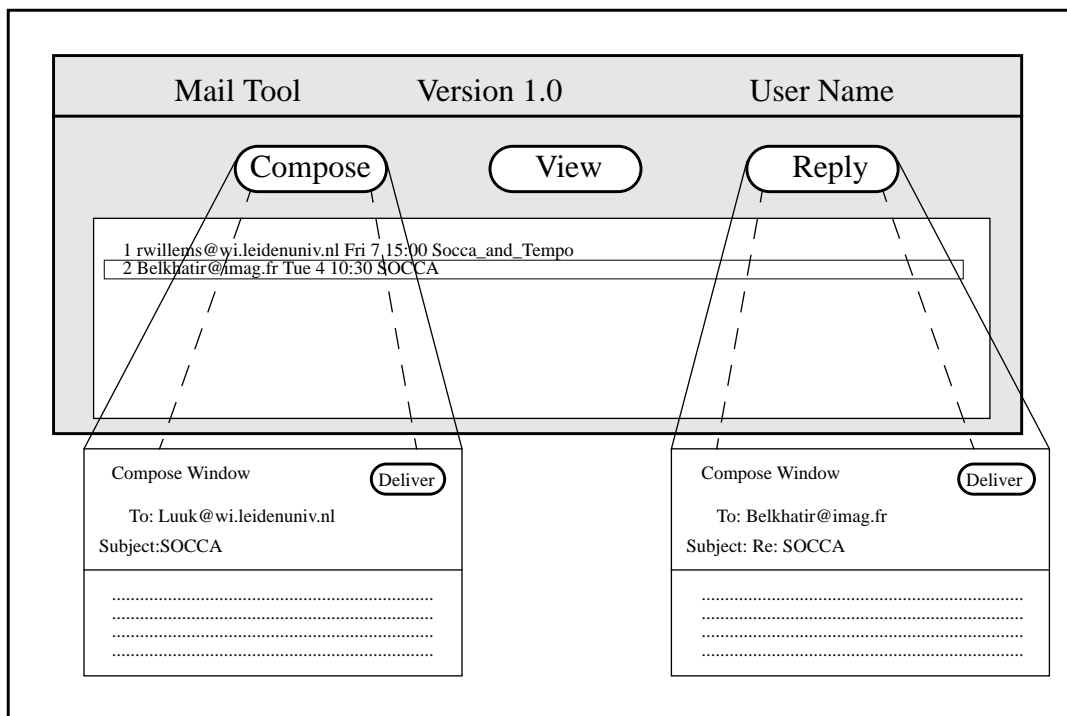 Mail Tool Version 1.0 User Name
Compose View Reply
1 rwillems@wi.leidenuniv.nl Fri 7 15:00 Socca_and_Tempo
2 Belkhatir@imag.fr Tue 4 10:30 SOCCA
Compose Window Deliver
To: Luuk@wi.leidenuniv.nl
Subject:SOCCA
Compose Window Deliver
To: Belkhatir@imag.fr
Subject: Re: SOCCA